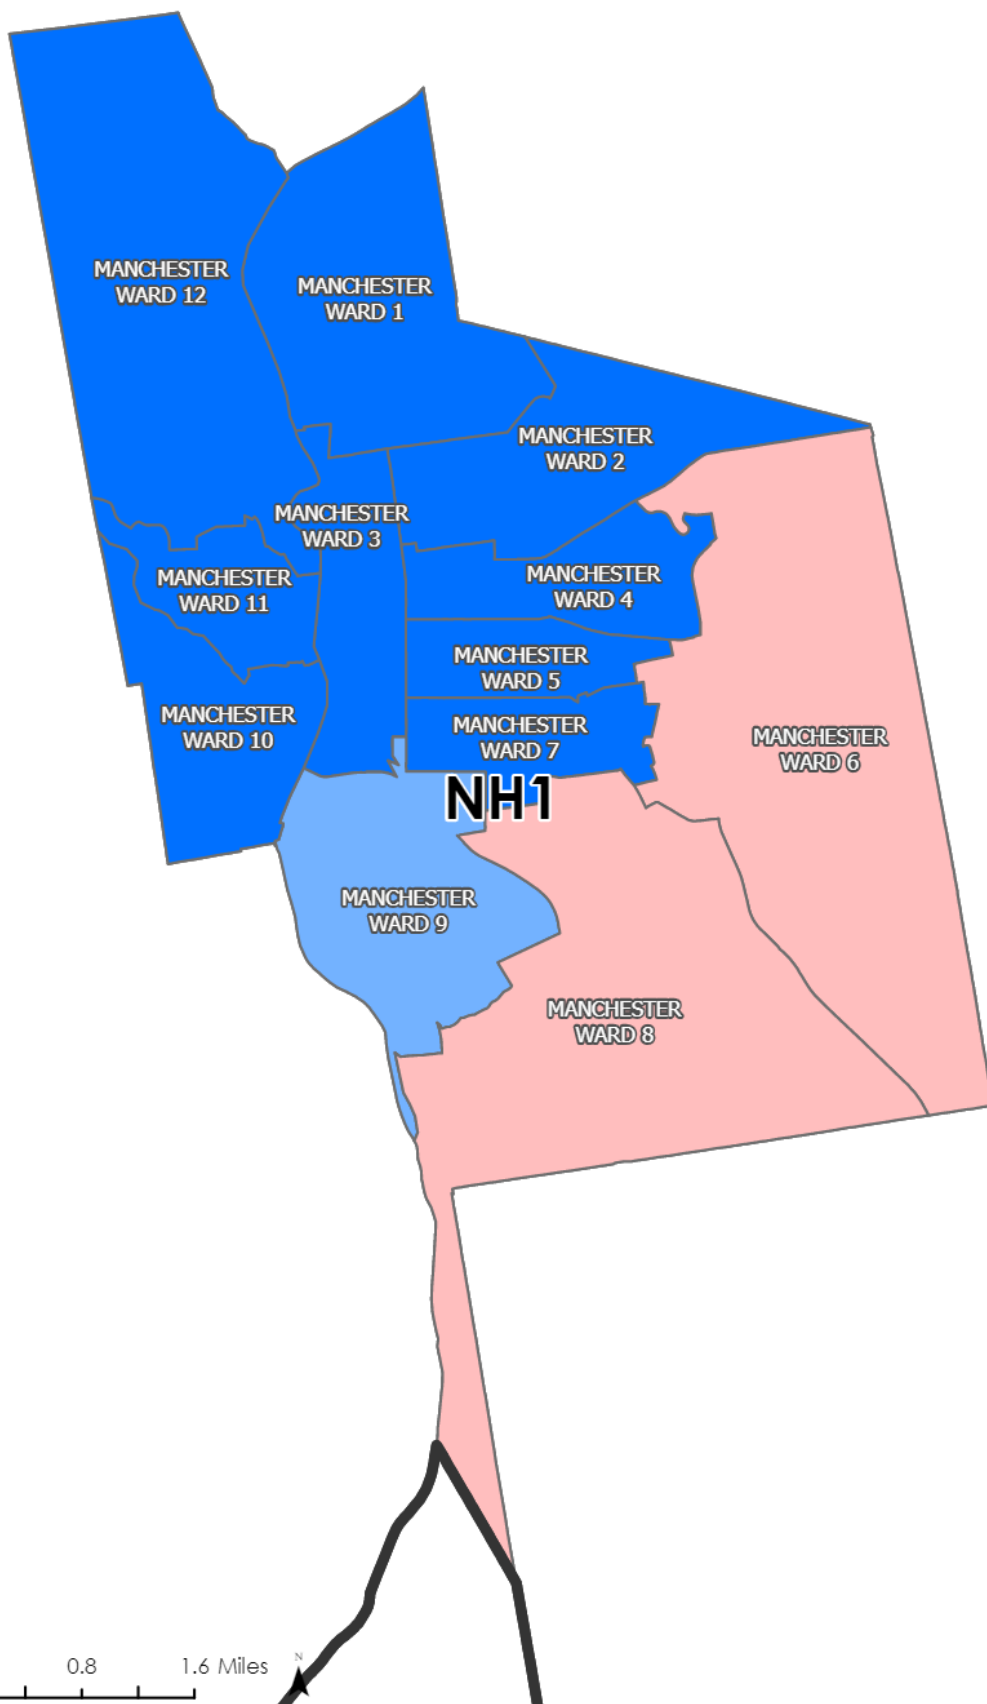 MANCHESTER
WARD 12
MANCHESTER
WARD 1
MANCHESTER
WARD 2
MANCHESTER
WARD 3
MANCHESTER
WARD 4
MANCHESTER
WARD 11
MANCHESTER
WARD 5
MANCHESTER
WARD 10
MANCHESTER
WARD 7
MANCHESTER
WARD 6
NH1
MANCHESTER
WARD 9
MANCHESTER
WARD 8
N
0.8 1.6 Miles